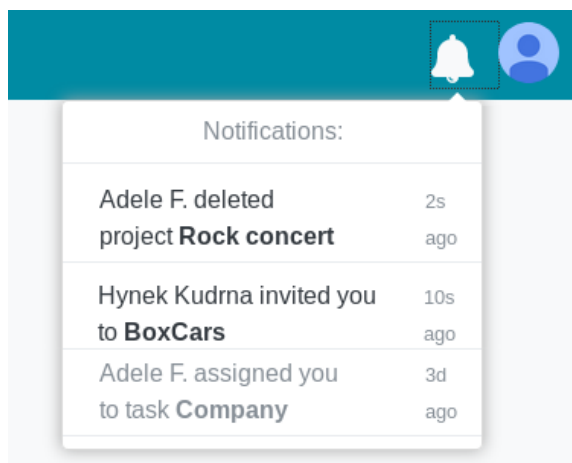 Notifications:
Adele F. deleted 2s
project Rock concert ago
Hynek Kudrna invited you 10s
to BoxCars ago
Adele F. assigned you 3d
to task Company ago